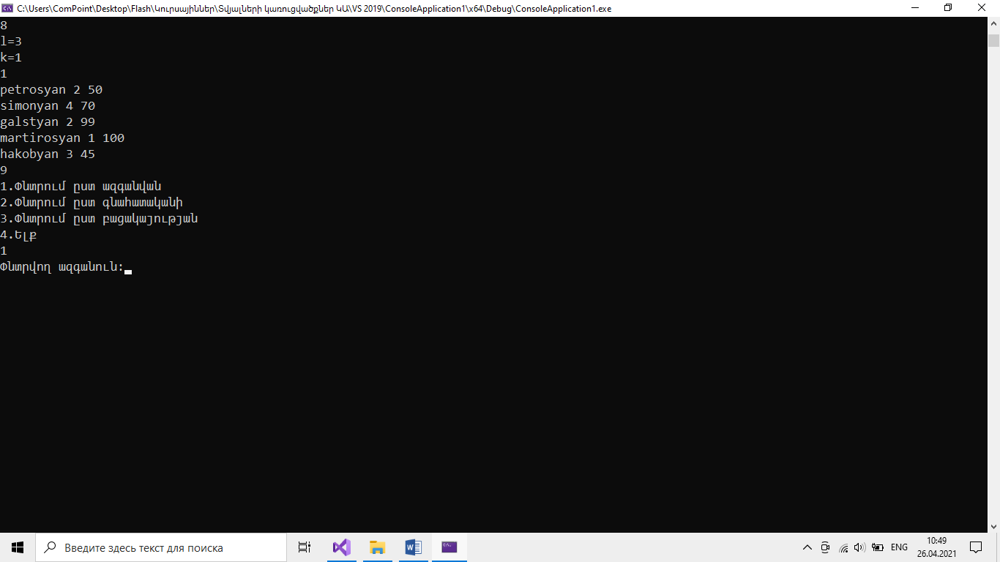 C:\Users\ComPoint\Desktop\Flash\Կուրսայիններ\Տվյալների կառուցվածքներ ԿԱ\VS 2019\ConsoleApplication1\x64\Debug\ConsoleApplication1.exe
8
l=3
k=1
1
petrosyan 2 50
simonyan 4 70
galstyan 2 99
martirosyan 1 100
hakobyan 3 45
9
1.Փնտրում ըստ ազգանվան
2.Փնտրում ըստ գնահատականի
3.Փնտրում ըստ բացակայության
4.Ելք
1
Փնտրվող ազգանուն:
Введите здесь текст для поиска
ENG
10:49
26.04.2021